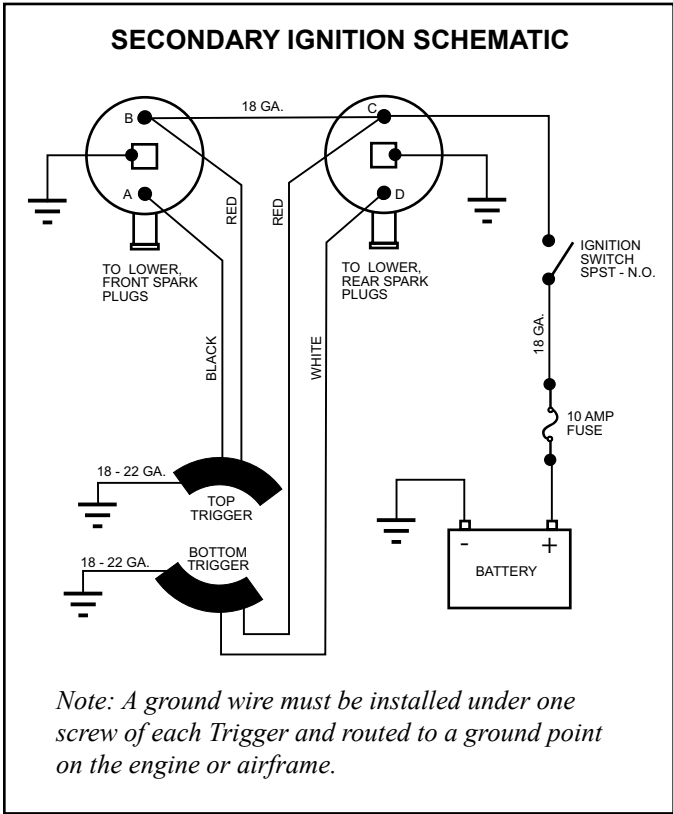 SECONDARY IGNITION SCHEMATIC
18 GA.
B
C
A
D
RED
RED
TO LOWER,
FRONT SPARK
PLUGS
TO LOWER,
REAR SPARK
PLUGS
IGNITION
SWITCH
SPST - N.O.
BLACK
WHITE
18 GA.
10 AMP
FUSE
18 - 22 GA.
TOP
TRIGGER
BOTTOM
TRIGGER
18 - 22 GA.
- +
BATTERY
Note: A ground wire must be installed under one
screw of each Trigger and routed to a ground point
on the engine or airframe.